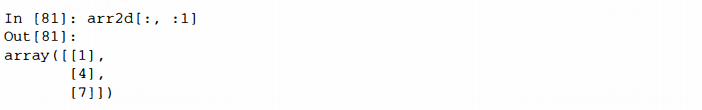 In [81]: arr2d[:, :1]
Out[81]:
array([[1],
       [4],
       [7]])